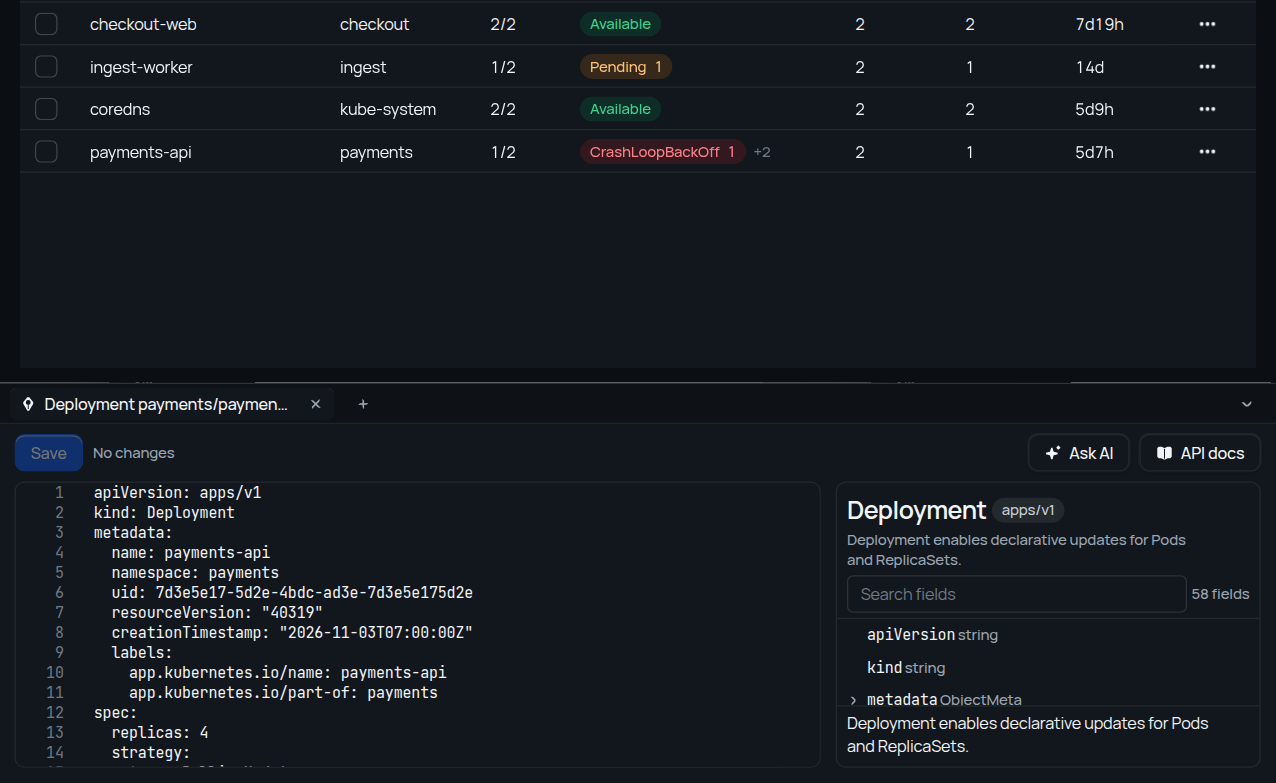 checkout-web checkout 2/2 Available 2 2 7d19h •••
ingest-worker ingest 1/2 Pending 1 2 1 14d •••
coredns kube-system 2/2 Available 2 2 5d9h •••
payments-api payments 1/2 CrashLoopBackOff 1 +2 2 1 5d7h •••
Deployment payments/paymen... × +
Save No changes Ask AI API docs
1 apiVersion: apps/v1
2 kind: Deployment
3 metadata:
4 name: payments-api
5 namespace: payments
6 uid: 7d3e5e17-5d2e-4bdc-ad3e-7d3e5e175d2e
7 resourceVersion: "40319"
8 creationTimestamp: "2026-11-03T07:00:00Z"
9 labels:
10 app.kubernetes.io/name: payments-api
11 app.kubernetes.io/part-of: payments
12 spec:
13 replicas: 4
14 strategy:
Deployment apps/v1
Deployment enables declarative updates for Pods
and ReplicaSets.
Search fields 58 fields
apiVersion string
kind string
metadata ObjectMeta
Deployment enables declarative updates for Pods
and ReplicaSets.